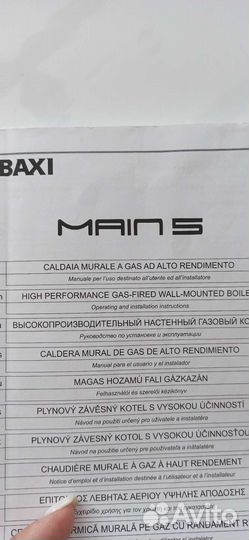 BAXI
MAIN 5
CALDAIA MURALE A GAS AD ALTO RENDIMENTO
Manuale per l'uso destinato all'utente ed all'installatore
HIGH PERFORMANCE GAS-FIRED WALL-MOUNTED BOILE
Operating and installation instructions
ВЫСОКОПРОИЗВОДИТЕЛЬНЫЙ НАСТЕННЫЙ ГАЗОВЫЙ КО
Руководство по установке и эксплуатации
CALDERA MURAL DE GAS DE ALTO RENDIMIENTO
Manual para el usuario y el instalador
MAGAS HOZAMÚ FALI GÁZKAZÁN
Felhasználói és szerelői kézikönyv
PLYNOVÝ ZÁVĚSNÝ KOTEL S VYSOKOU ÚČINNOSTÍ
Návod na použití určený pro uživatele a instalatéra
PLYNOVÝ ZÁVESNÝ KOTOL S VYSOKOU ÚČINNOSŤOU
Návod na použitie určený pre užívateľa a inštalatéra
CHAUDIÈRE MURALE À GAZ À HAUT RENDEMENT
Notice d'emploi et d'installation destinée à l'utilisateur et à l'installateur
ΛΕΒΗΤΑΣ ΑΕΡΙΟΥ ΥΨΗΛΗΣ ΑΠΟΔΟΣΗΣ
MURALĂ PE GAZ CU RANDAMENT
Avito